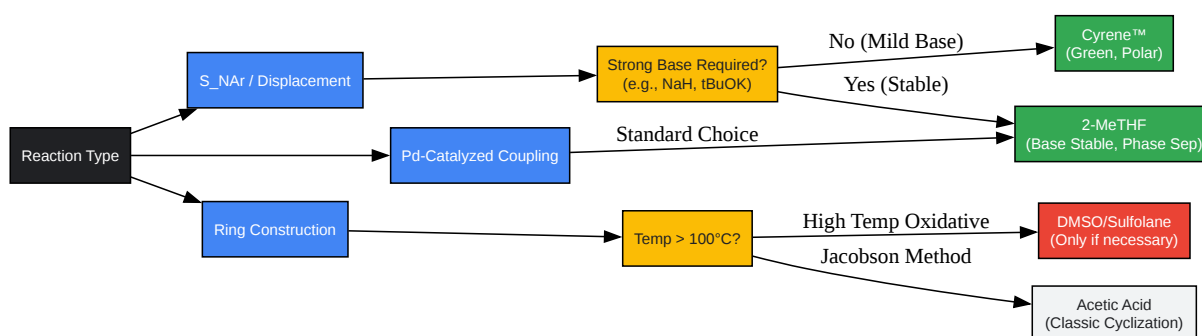 Reaction Type
S_NAr / Displacement
Pd-Catalyzed Coupling
Ring Construction
Strong Base Required?
(e.g., NaH, tBuOK)
Temp > 100°C?
No (Mild Base)
Yes (Stable)
Standard Choice
High Temp Oxidative
Jacobson Method
Cyrene™
(Green, Polar)
2-MeTHF
(Base Stable, Phase Sep)
DMSO/Sulfolane
(Only if necessary)
Acetic Acid
(Classic Cyclization)